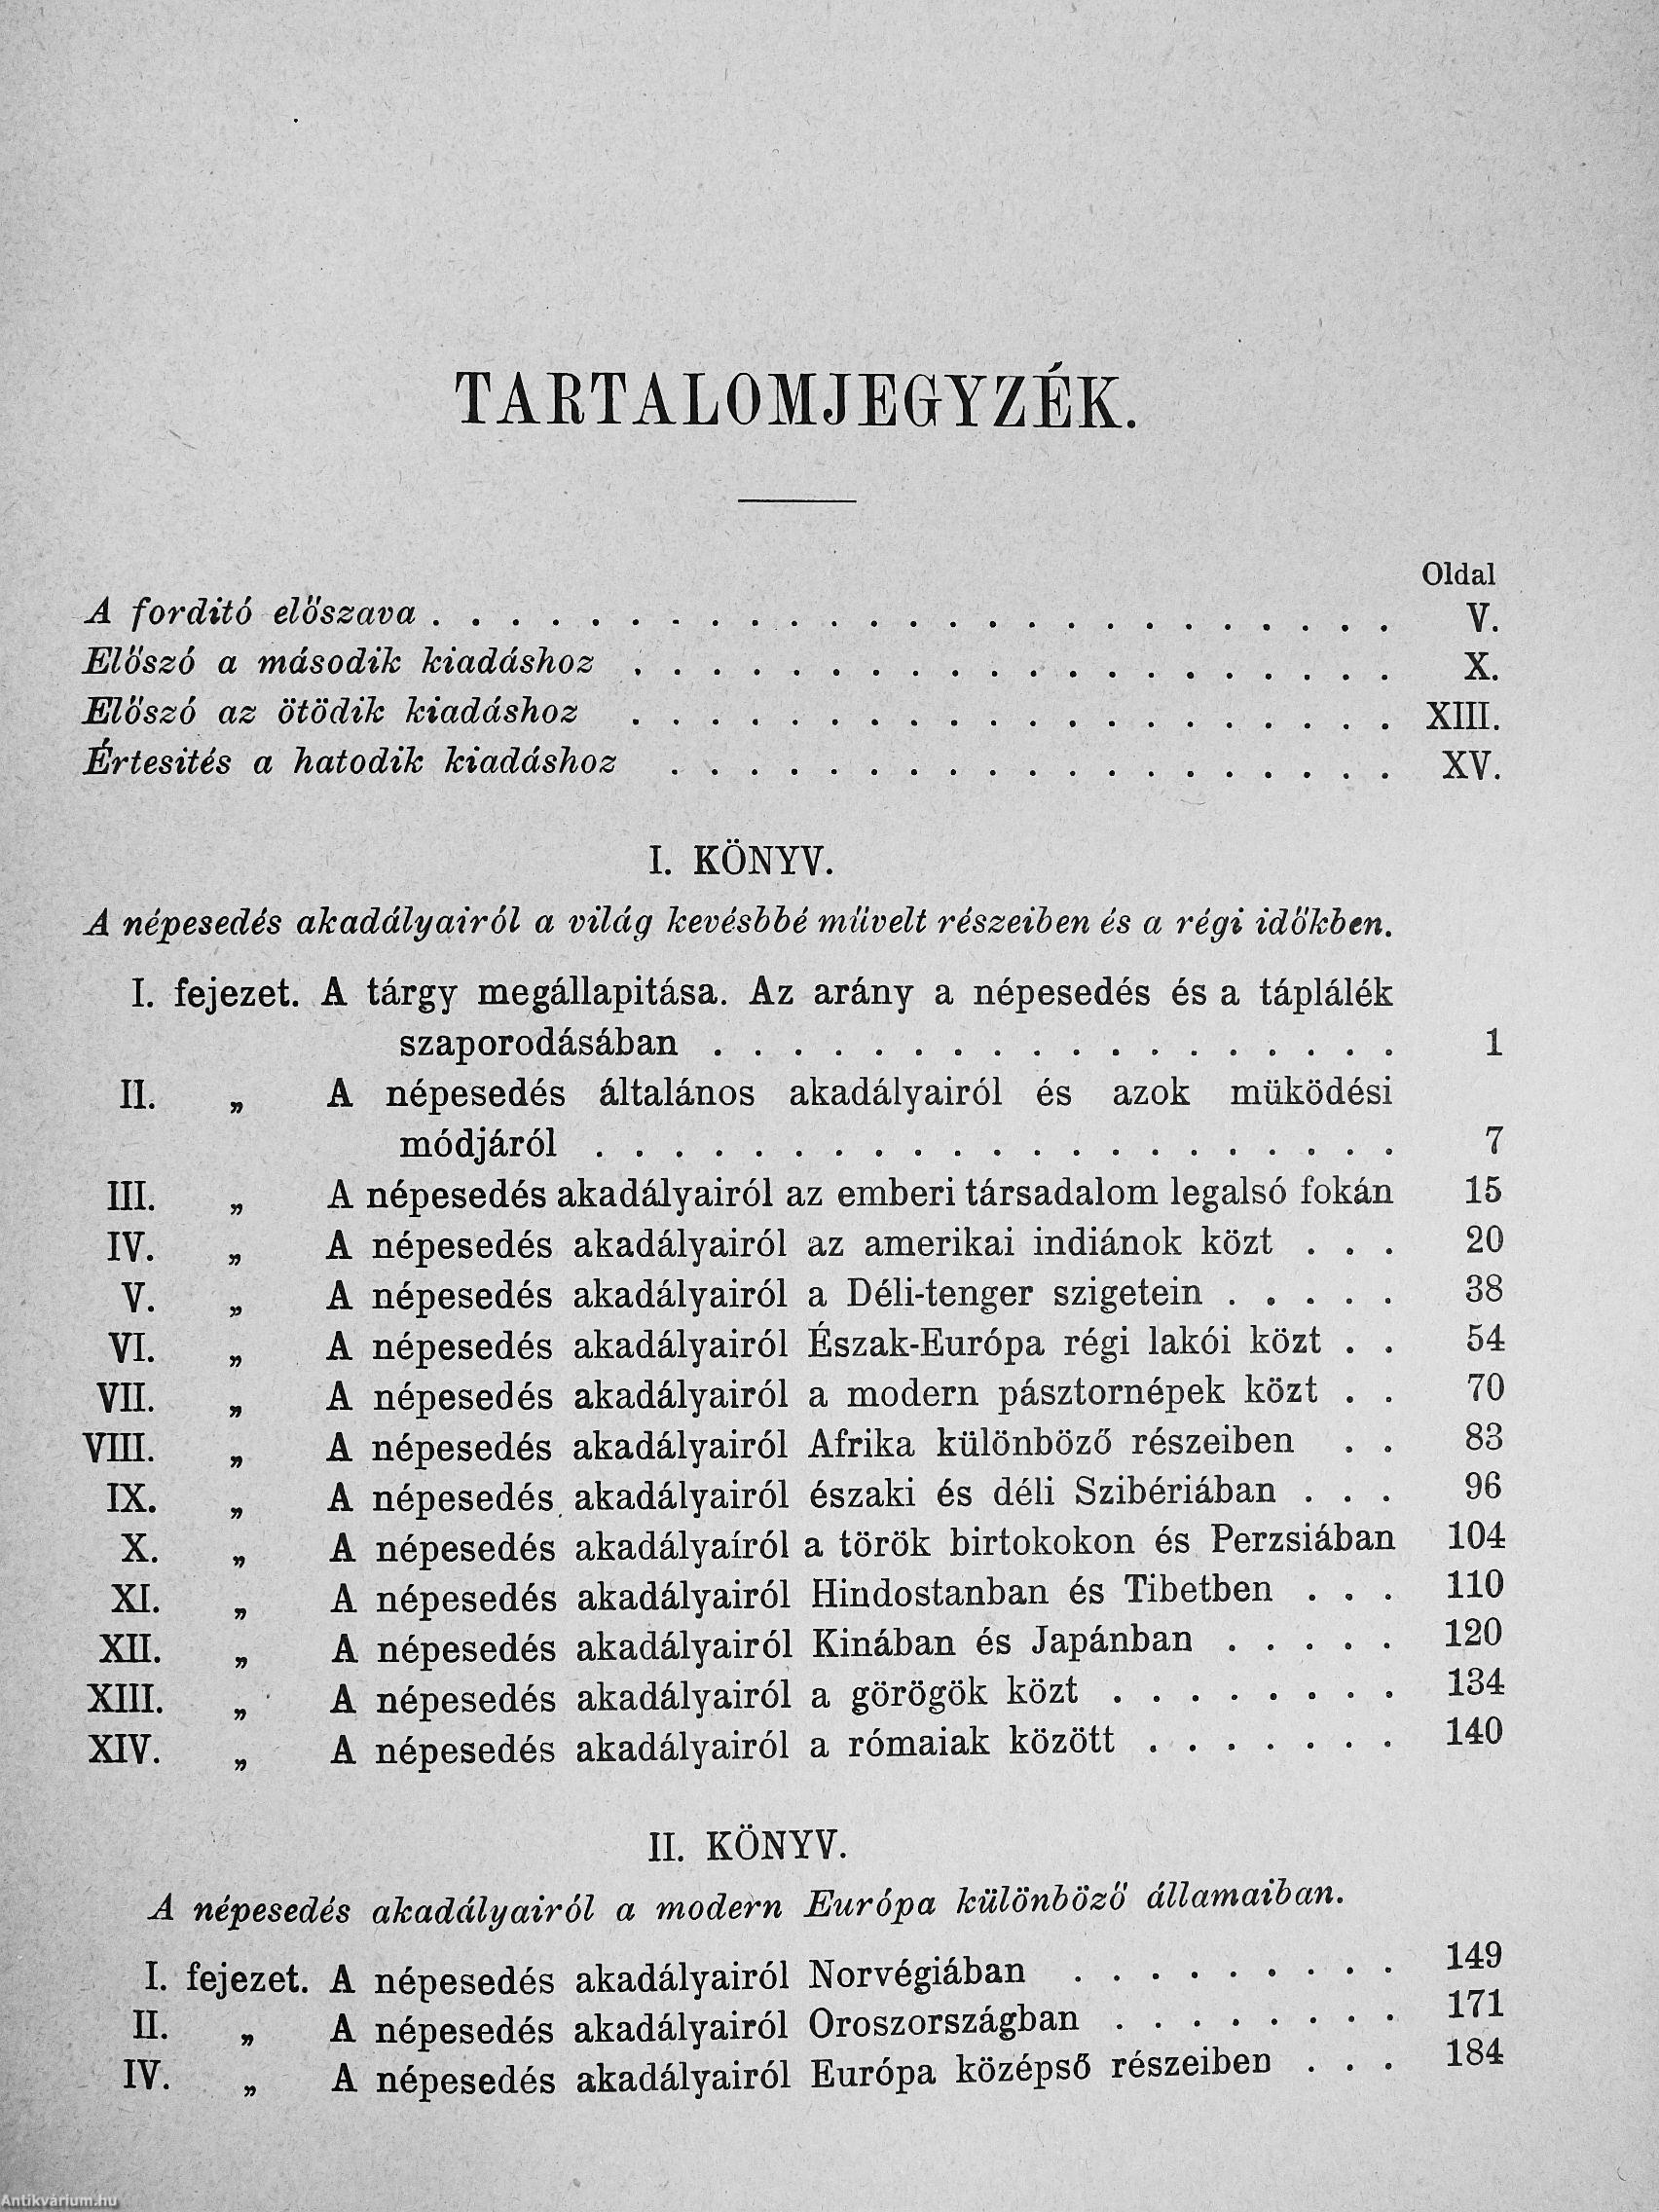 TARTALOMJEGYZÉK.
Oldal
A forditó előszava . . . . . . . . . . . . . . . . . . . . . . . . . V.
Előszó a második kiadáshoz . . . . . . . . . . . . . . . . . . . . X.
Előszó az ötödik kiadáshoz . . . . . . . . . . . . . . . . . . . . XIII.
Értesités a hatodik kiadáshoz . . . . . . . . . . . . . . . . . . . XV.
I. KÖNYV.
A népesedés akadályairól a világ kevésbbé müvelt részeiben és a régi időkben.
I. fejezet. A tárgy megállapitása. Az arány a népesedés és a táplálék
szaporodásában . . . . . . . . . . . . . . . . . . 1
II. „ A népesedés általános akadályairól és azok müködési
módjáról . . . . . . . . . . . . . . . . . . . . . 7
III. „ A népesedés akadályairól az emberi társadalom legalsó fokán 15
IV. „ A népesedés akadályairól az amerikai indiánok közt . . . 20
V. „ A népesedés akadályairól a Déli-tenger szigetein . . . . . 38
VI. „ A népesedés akadályairól Észak-Európa régi lakói közt . . 54
VII. „ A népesedés akadályairól a modern pásztornépek közt . . 70
VIII. „ A népesedés akadályairól Afrika különböző részeiben . . 83
IX. „ A népesedés akadályairól északi és déli Szibériában . . . 96
X. „ A népesedés akadályaíról a török birtokokon és Perzsiában 104
XI. „ A népesedés akadályairól Hindostanban és Tibetben . . . 110
XII. „ A népesedés akadályairól Kinában és Japánban . . . . . 120
XIII. „ A népesedés akadályairól a görögök közt . . . . . . . . 134
XIV. „ A népesedés akadályairól a rómaiak között . . . . . . . 140
II. KÖNYV.
A népesedés akadályairól a modern Európa különböző államaiban.
I. fejezet. A népesedés akadályairól Norvégiában . . . . . . . . . 149
II. „ A népesedés akadályairól Oroszországban . . . . . . . . 171
IV. „ A népesedés akadályairól Európa középső részeiben . . . 184
Antikvárium.hu